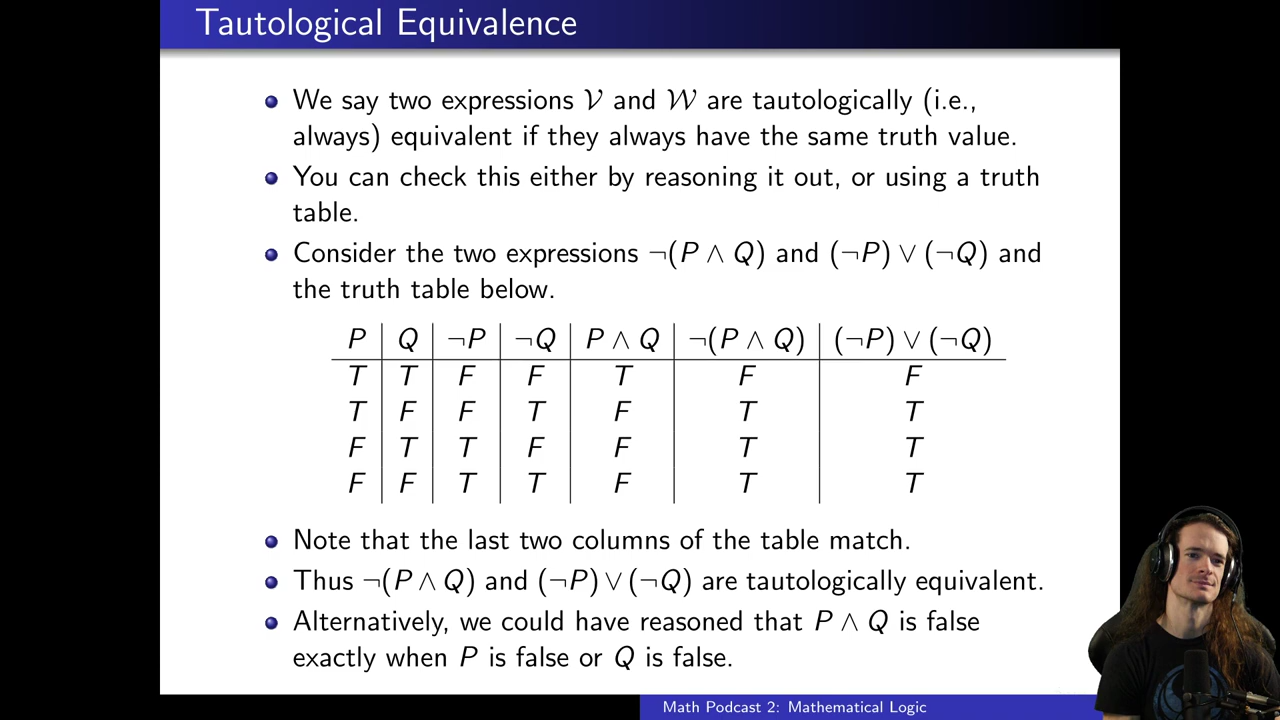 Tautological Equivalence
We say two expressions 𝒱 and 𝒲 are tautologically (i.e.,
always) equivalent if they always have the same truth value.
You can check this either by reasoning it out, or using a truth
table.
Consider the two expressions ¬(P ∧ Q) and (¬P) ∨ (¬Q) and
the truth table below.
P Q ¬P ¬Q P ∧ Q ¬(P ∧ Q) (¬P) ∨ (¬Q)
T T F F T F F
T F F T F T T
F T T F F T T
F F T T F T T
Note that the last two columns of the table match.
Thus ¬(P ∧ Q) and (¬P) ∨ (¬Q) are tautologically equivalent.
Alternatively, we could have reasoned that P ∧ Q is false
exactly when P is false or Q is false.
Math Podcast 2: Mathematical Logic